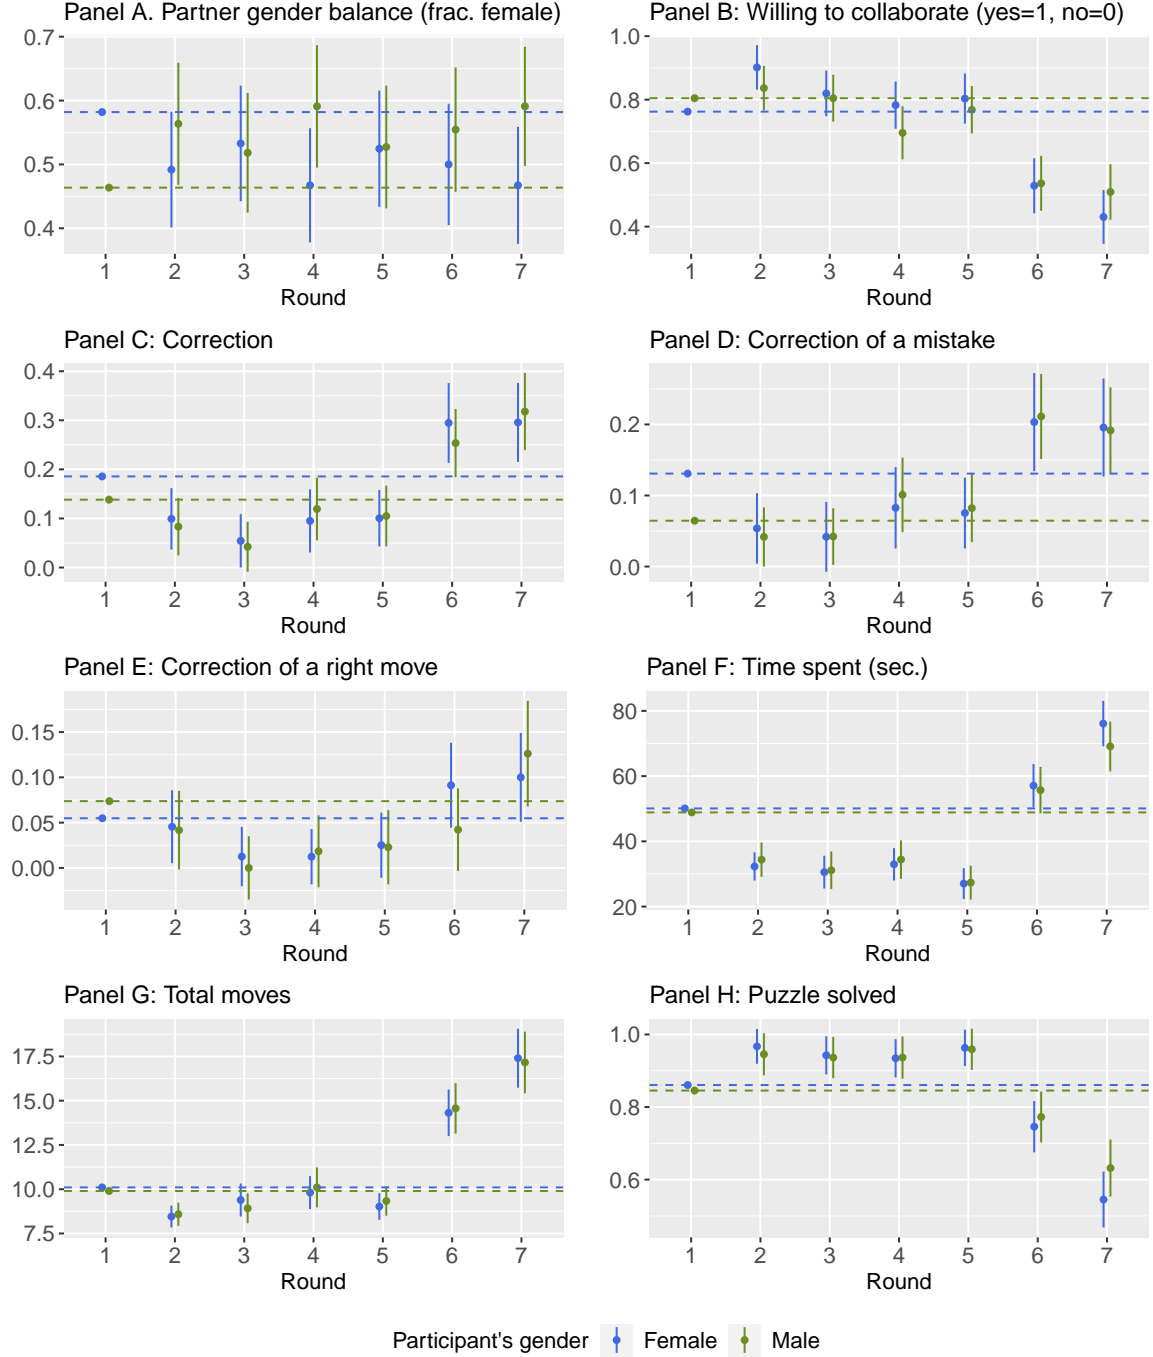 Panel A. Partner gender balance (frac. female)
0.7
0.6
0.5
0.4
1 2 3 4 5 6 7
Round
Panel B: Willing to collaborate (yes=1, no=0)
1.0
0.8
0.6
0.4
1 2 3 4 5 6 7
Round
Panel C: Correction
0.4
0.3
0.2
0.1
0.0
1 2 3 4 5 6 7
Round
Panel D: Correction of a mistake
0.2
0.1
0.0
1 2 3 4 5 6 7
Round
Panel E: Correction of a right move
0.15
0.10
0.05
0.00
1 2 3 4 5 6 7
Round
Panel F: Time spent (sec.)
80
60
40
20
1 2 3 4 5 6 7
Round
Panel G: Total moves
17.5
15.0
12.5
10.0
7.5
1 2 3 4 5 6 7
Round
Panel H: Puzzle solved
1.0
0.8
0.6
1 2 3 4 5 6 7
Round
Participant's gender Female Male